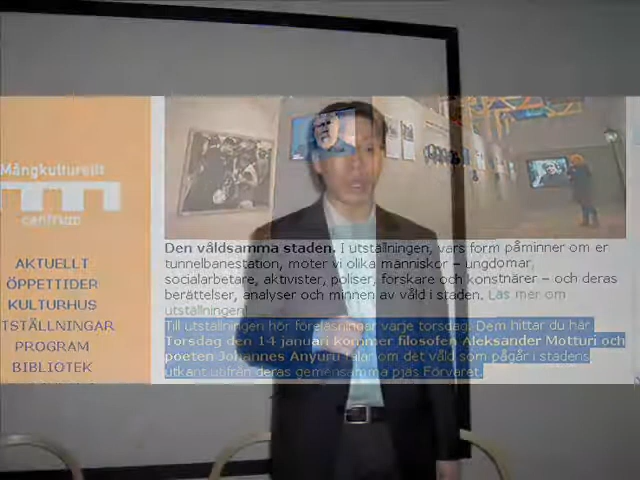 Mångkulturellt
centrum
AKTUELLT
ÖPPETTIDER
KULTURHUS
TSTÄLLNINGAR
PROGRAM
BIBLIOTEK
Den våldsamma staden. I utställningen, vars form påminner om er
tunnelbanestation, möter vi olika människor – ungdomar,
socialarbetare, aktivister, poliser, forskare och konstnärer – och deras
berättelser, analyser och minnen av våld i staden. Läs mer om
utställningen
Till utställningen hör föreläsningar varje torsdag. Dem hittar du här
Torsdag den 14 januari kommer filosofen Aleksander Motturi och
poeten Johannes Anyuru talar om det våld som pågår i stadens
utkant utifrån deras gemensamma pjäs Förvaret.